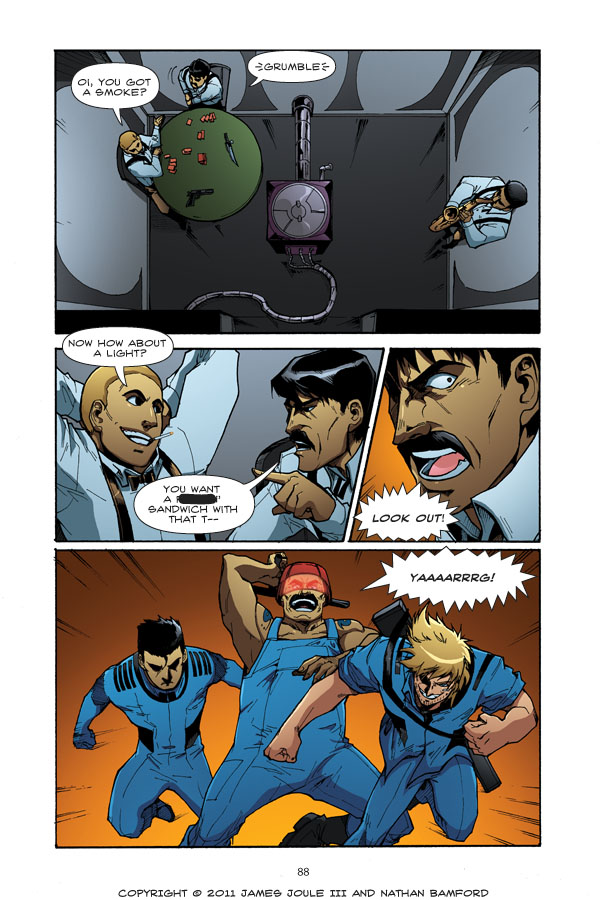 OI, YOU GOT
A SMOKE?
GRUMBLE
NOW HOW ABOUT
A LIGHT?
YOU WANT
A
SANDWICH WITH
THAT T--
LOOK OUT!
YAAAARRRG!
88
COPYRIGHT © 2011 JAMES JOULE III AND NATHAN BAMFORD